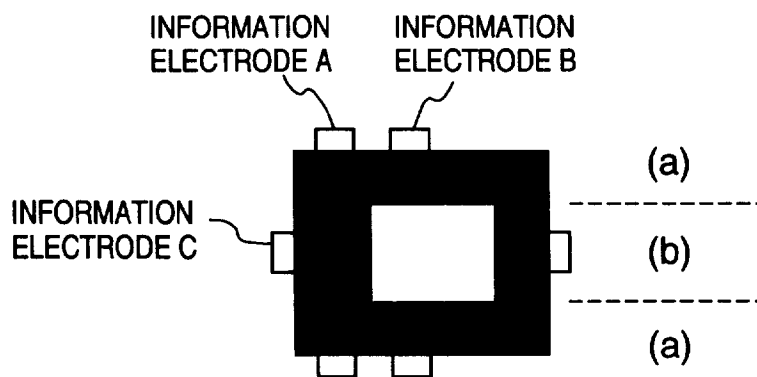 INFORMATION
ELECTRODE A
INFORMATION
ELECTRODE B
(a)
INFORMATION
ELECTRODE C
(b)
(a)